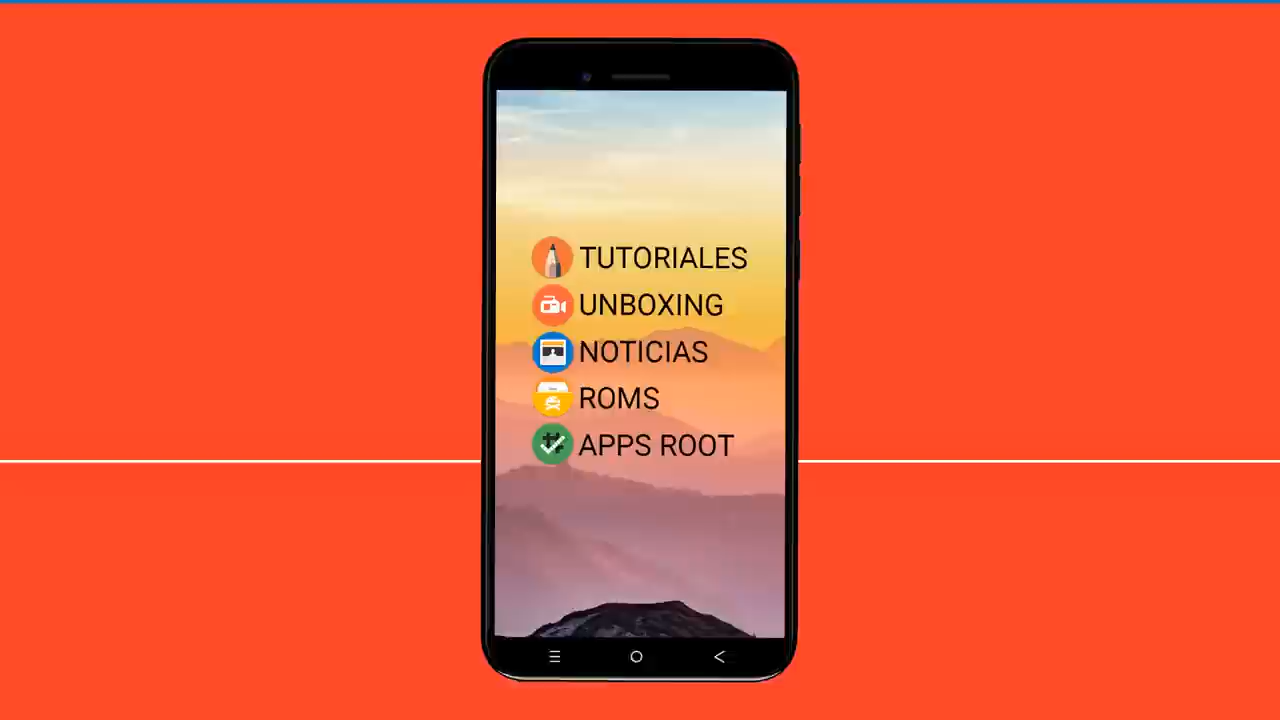 TUTORIALES
UNBOXING
NOTICIAS
ROMS
APPS ROOT